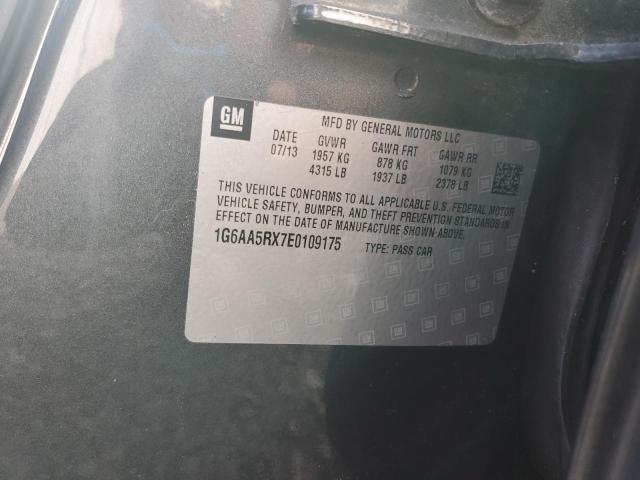 GM
MFD BY GENERAL MOTORS LLC
DATE GVWR GAWR FRT GAWR RR
07/13 1957 KG 878 KG 1079 KG
4315 LB 1937 LB 2378 LB
THIS VEHICLE CONFORMS TO ALL APPLICABLE U.S. FEDERAL MOTOR
VEHICLE SAFETY, BUMPER, AND THEFT PREVENTION STANDARDS IN
EFFECT ON THE DATE OF MANUFACTURE SHOWN ABOVE.
1G6AA5RX7E0109175 TYPE: PASS CAR